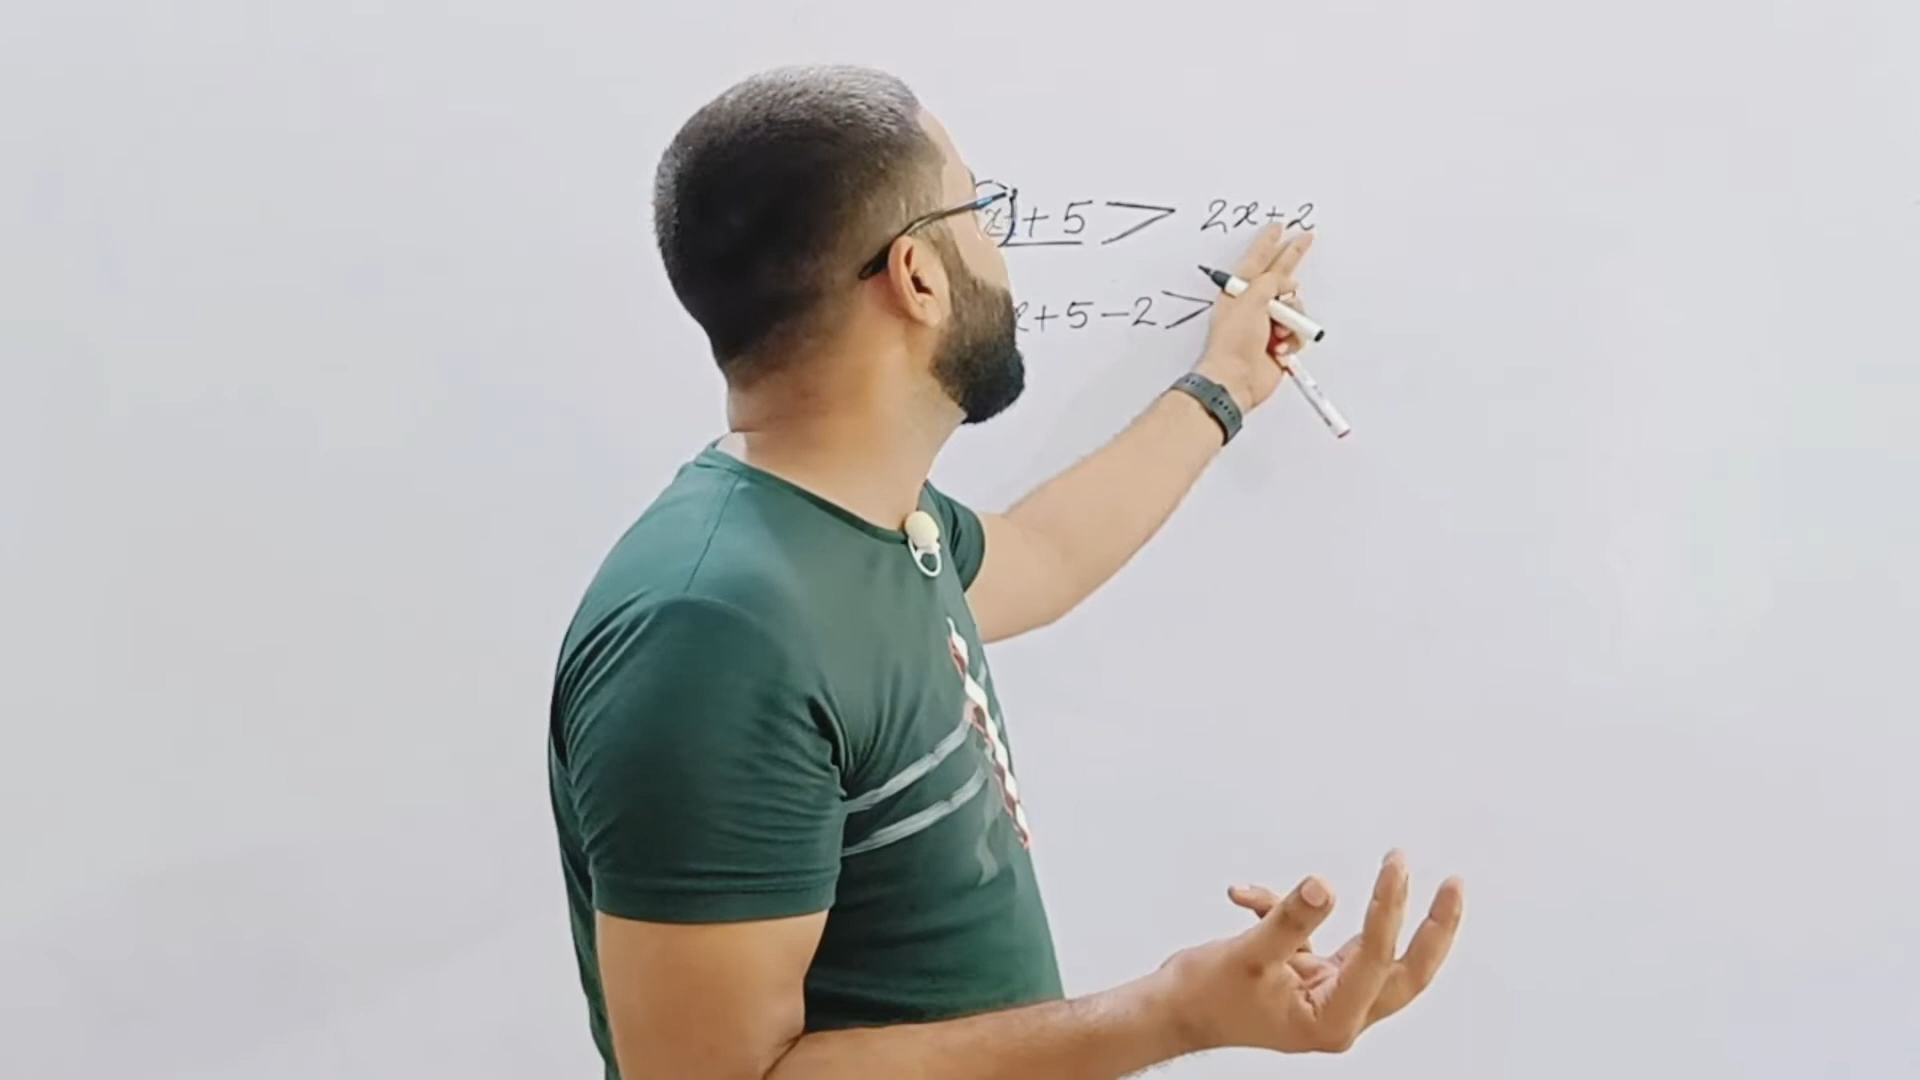 x + 5 > 2x+2
x+5-2 >